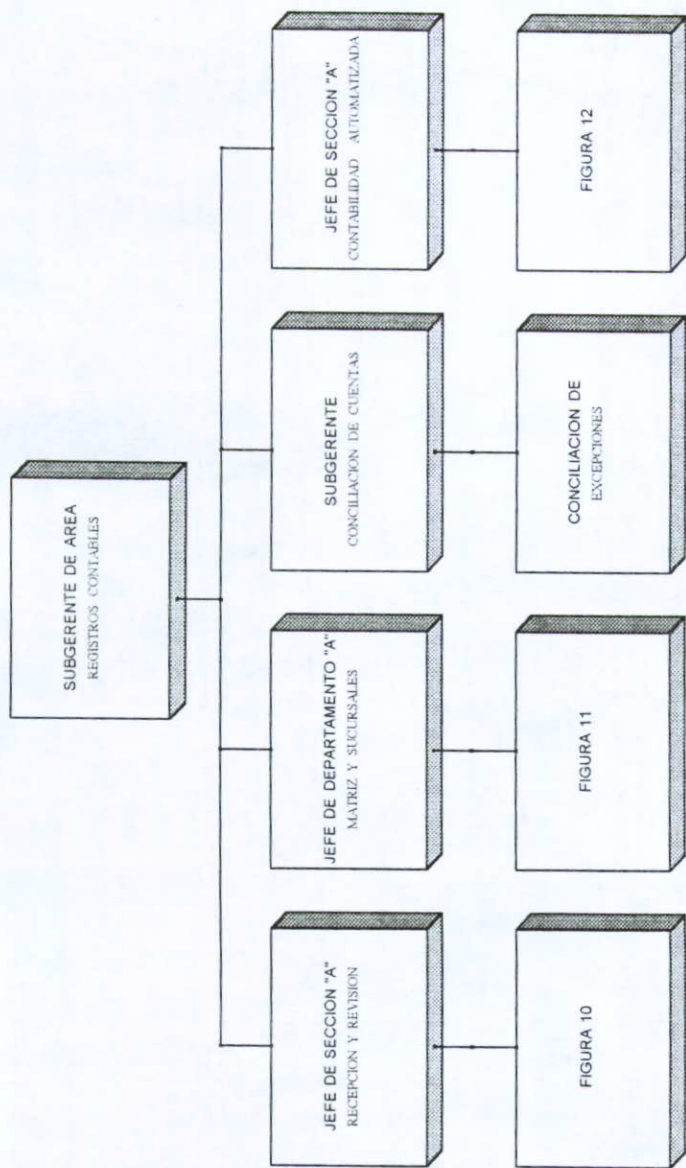 SUBGERENTE DE AREA
REGISTROS CONTABLES
JEFE DE SECCION "A"
RECEPCION Y REVISION
JEFE DE DEPARTAMENTO "A"
MATRIZ Y SUCURSALES
SUBGERENTE
CONCILIACION DE CUENTAS
JEFE DE SECCION "A"
CONTABILIDAD AUTOMATIZADA
FIGURA 10
FIGURA 11
CONCILIACION DE
EXCEPCIONES
FIGURA 12